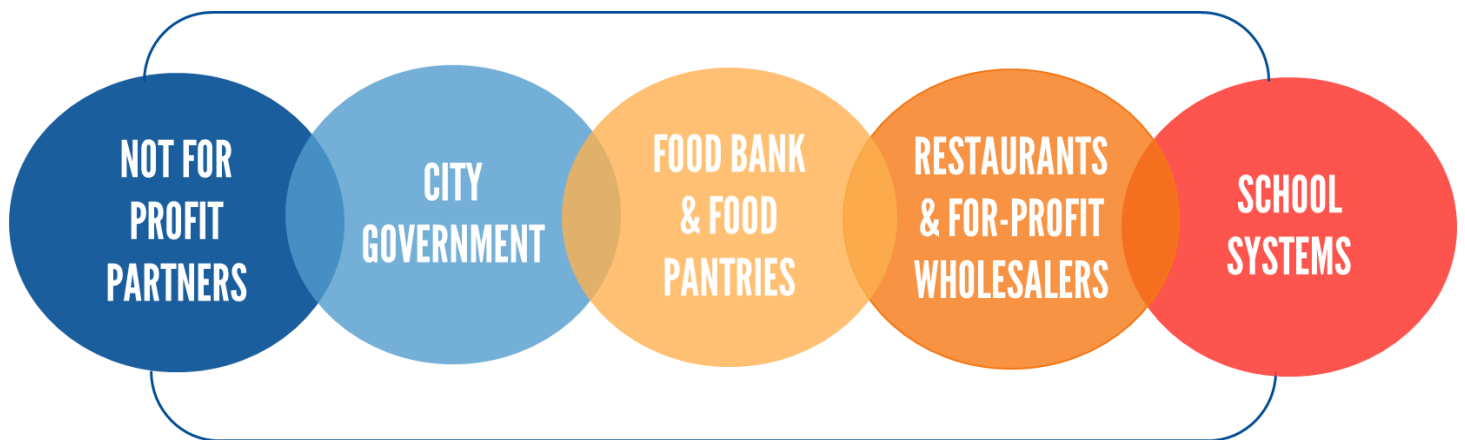 NOT FOR
PROFIT
PARTNERS
CITY
GOVERNMENT
FOOD BANK
& FOOD
PANTRIES
RESTAURANTS
& FOR-PROFIT
WHOLESALERS
SCHOOL
SYSTEMS